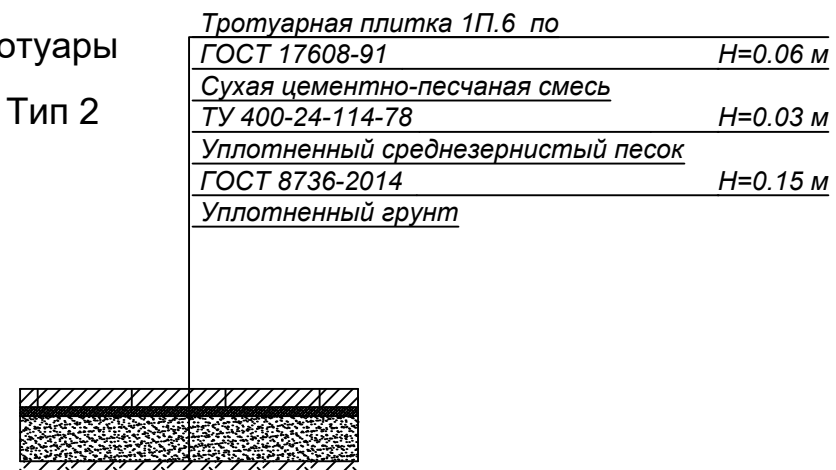 отуары
Тип 2
Тротуарная плитка 1П.6 по
ГОСТ 17608-91 H=0.06 м
Сухая цементно-песчаная смесь
ТУ 400-24-114-78 H=0.03 м
Уплотненный среднезернистый песок
ГОСТ 8736-2014 H=0.15 м
Уплотненный грунт